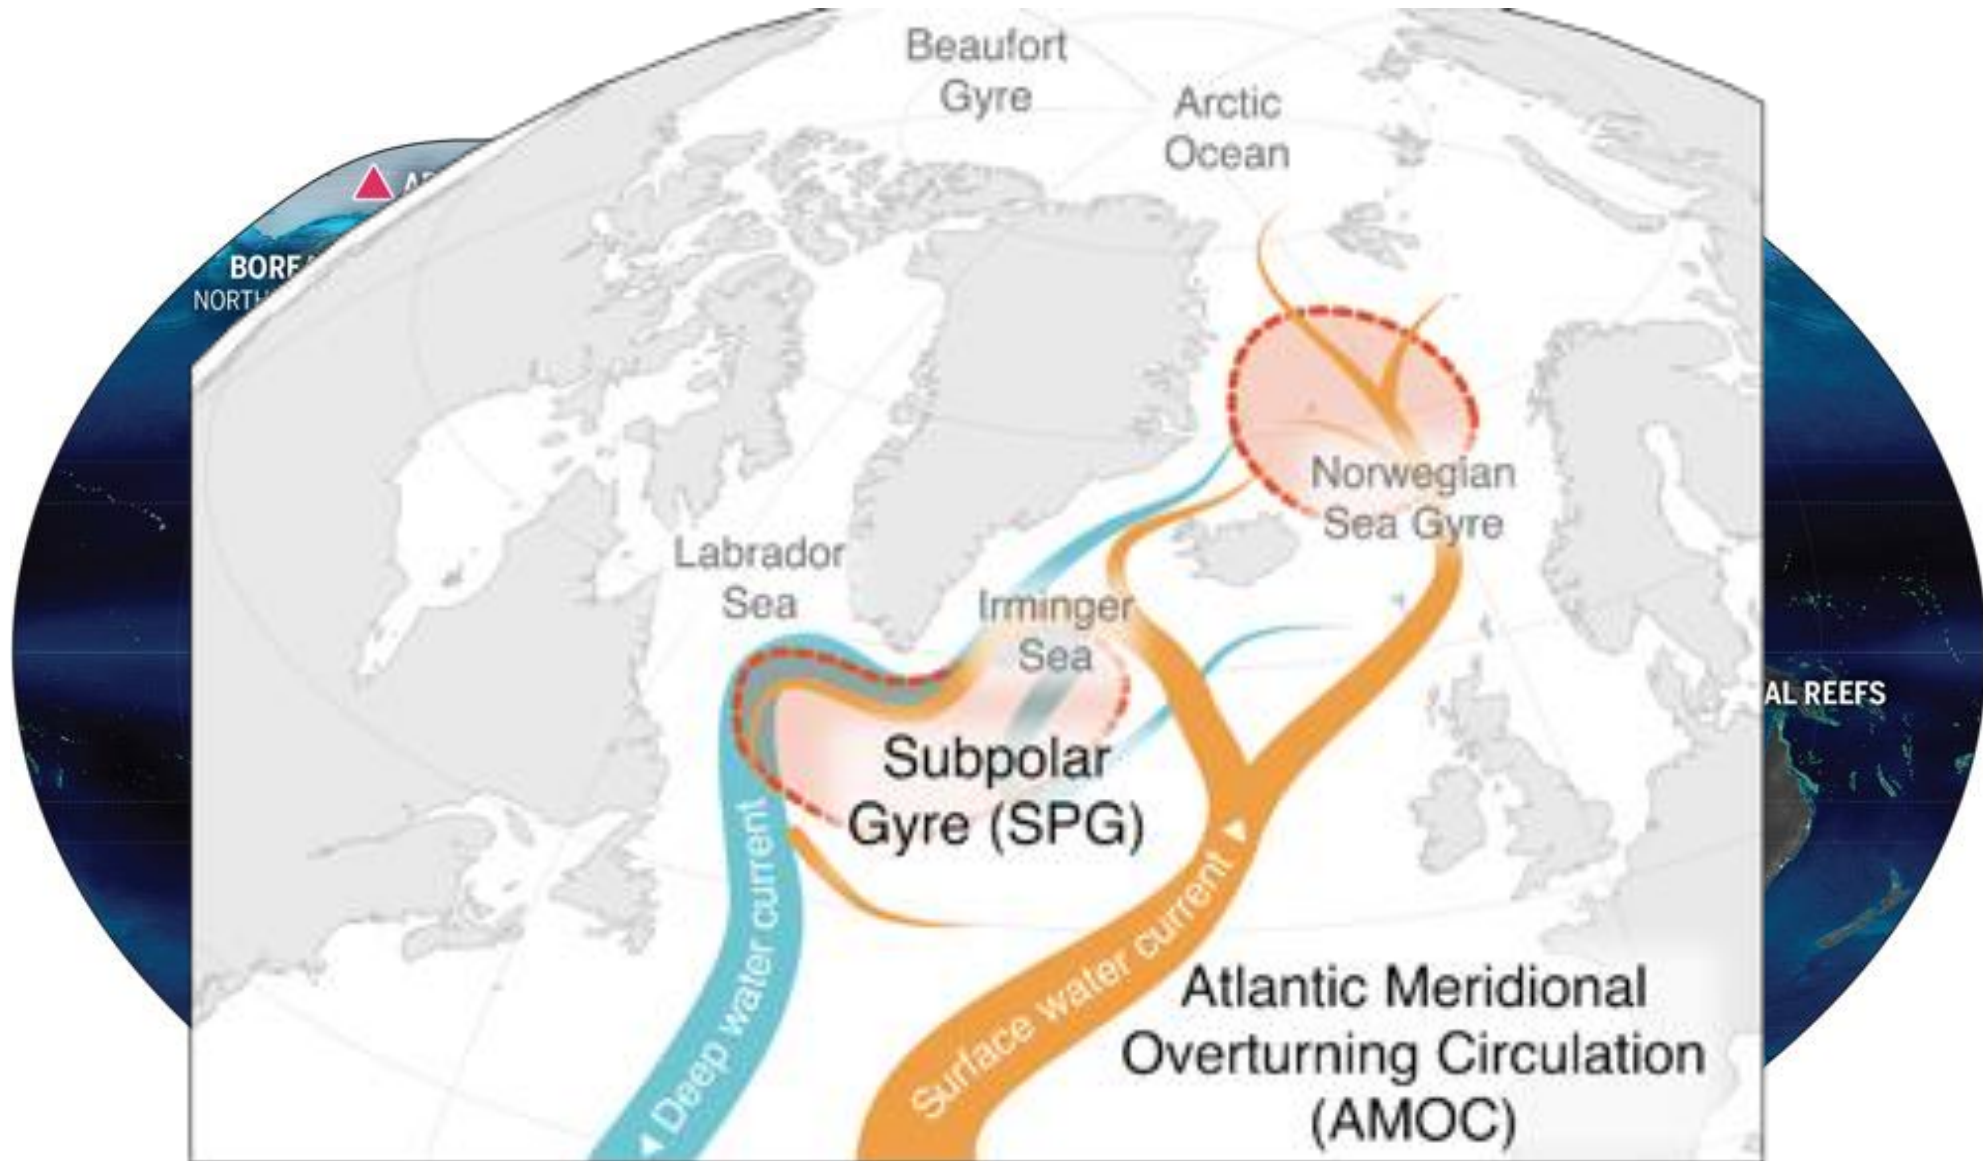 Beaufort
Gyre
Arctic
Ocean
NORTH
Labrador
Sea
Irminger
Sea
Norwegian
Sea Gyre
AL REEFS
Subpolar
Gyre (SPG)
Deep water current
Surface water current
Atlantic Meridional
Overturning Circulation
(AMOC)